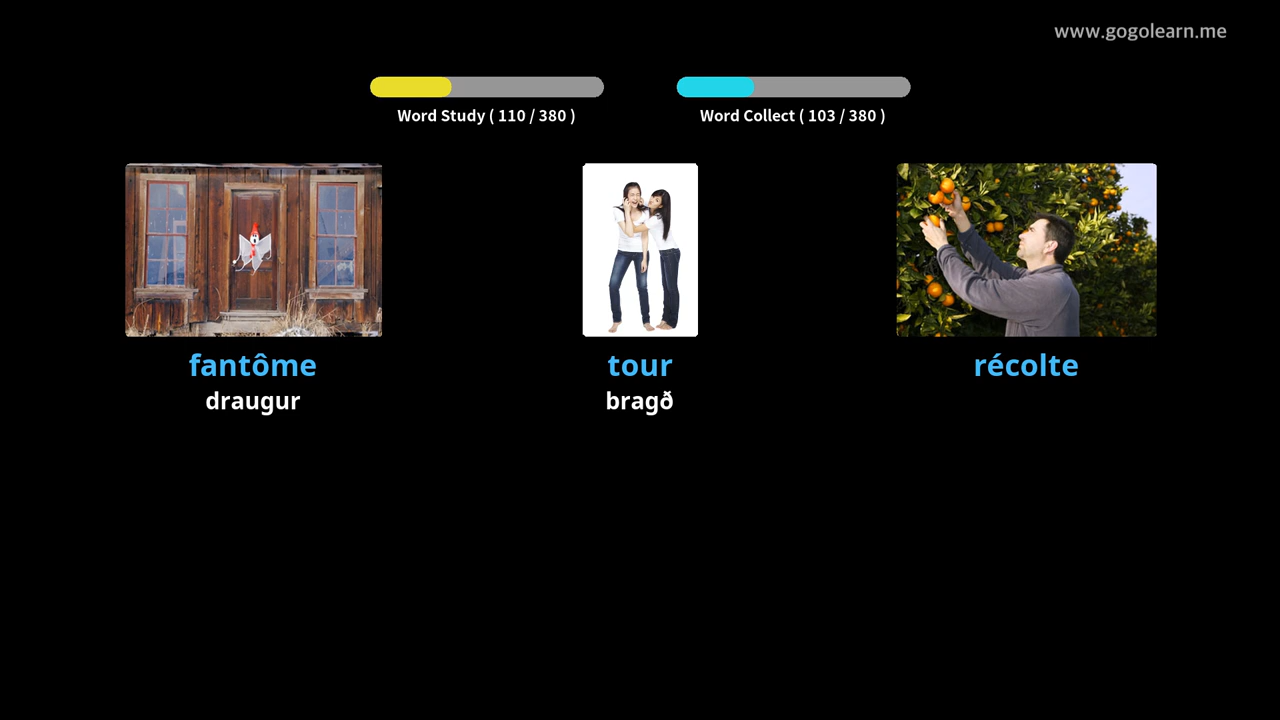 www.gogolearn.me
Word Study ( 110 / 380 )
Word Collect ( 103 / 380 )
fantôme
draugur
tour
bragð
récolte